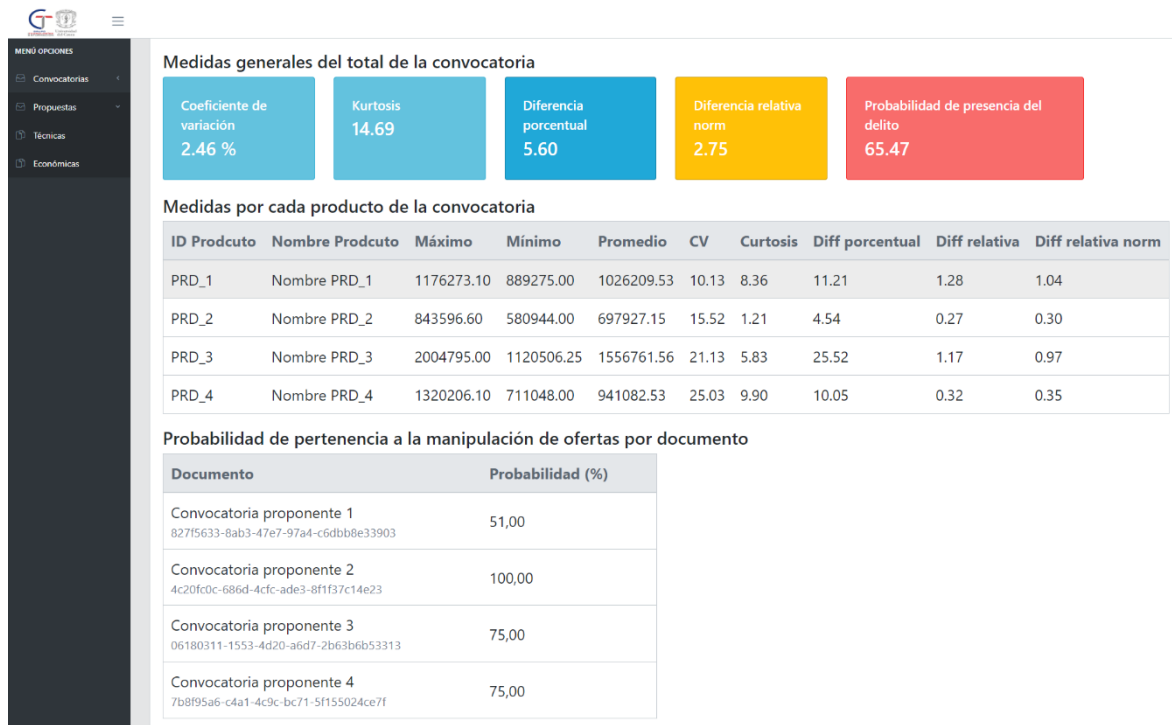 MENÚ OPCIONES
Convocatorias
Propuestas
Técnicas
Económicas
Medidas generales del total de la convocatoria
Coeficiente de
variación
2.46 %
Kurtosis
14.69
Diferencia
porcentual
5.60
Diferencia relativa
norm
2.75
Probabilidad de presencia del
delito
65.47
Medidas por cada producto de la convocatoria
ID Prodcuto Nombre Prodcuto Máximo Mínimo Promedio CV Curtosis Diff porcentual Diff relativa Diff relativa norm
PRD_1 Nombre PRD_1 1176273.10 889275.00 1026209.53 10.13 8.36 11.21 1.28 1.04
PRD_2 Nombre PRD_2 843596.60 580944.00 697927.15 15.52 1.21 4.54 0.27 0.30
PRD_3 Nombre PRD_3 2004795.00 1120506.25 1556761.56 21.13 5.83 25.52 1.17 0.97
PRD_4 Nombre PRD_4 1320206.10 711048.00 941082.53 25.03 9.90 10.05 0.32 0.35
Probabilidad de pertenencia a la manipulación de ofertas por documento
Documento Probabilidad (%)
Convocatoria proponente 1
827f5633-8ab3-47e7-97a4-c6dbb8e33903
51,00
Convocatoria proponente 2
4c20fc0c-686d-4cfc-ade3-8f1f37c14e23
100,00
Convocatoria proponente 3
06180311-1553-4d20-a6d7-2b63b6b53313
75,00
Convocatoria proponente 4
7b8f95a6-c4a1-4c9c-bc71-5f155024ce7f
75,00